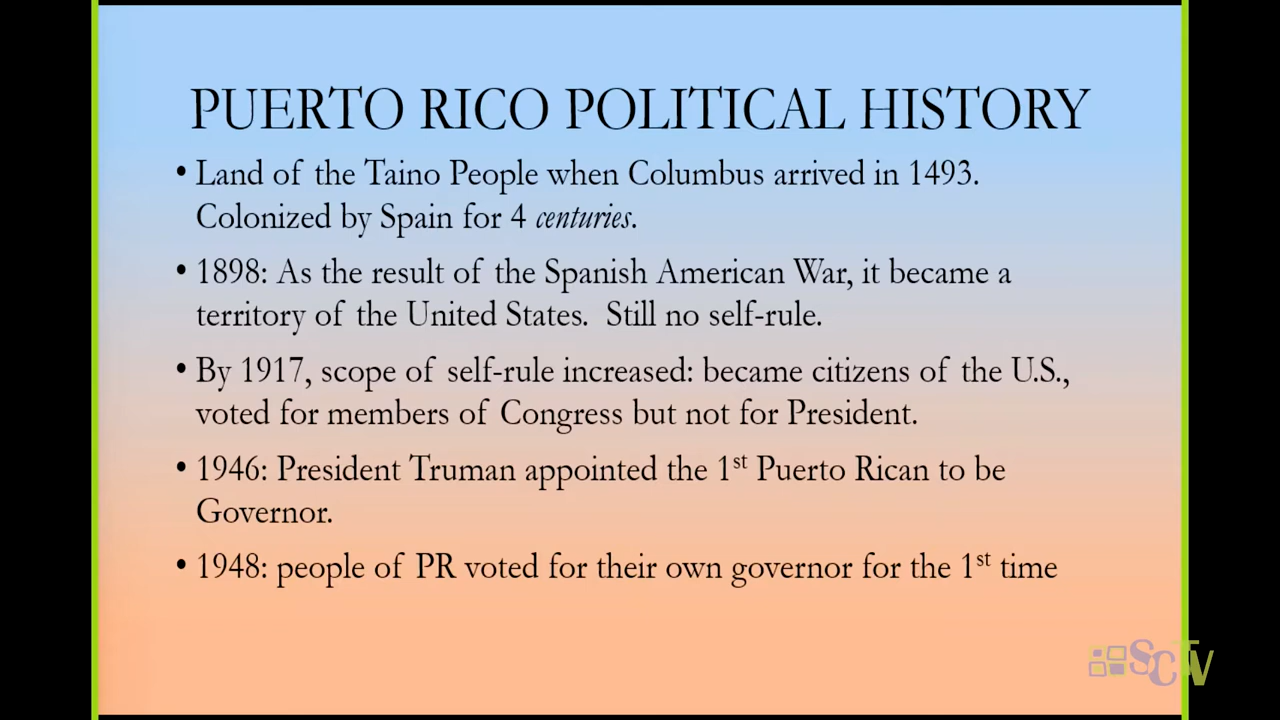 PUERTO RICO POLITICAL HISTORY
• Land of the Taino People when Columbus arrived in 1493.
Colonized by Spain for 4 centuries.
• 1898: As the result of the Spanish American War, it became a
territory of the United States. Still no self-rule.
• By 1917, scope of self-rule increased: became citizens of the U.S.,
voted for members of Congress but not for President.
• 1946: President Truman appointed the 1st Puerto Rican to be
Governor.
• 1948: people of PR voted for their own governor for the 1st time
SCTV